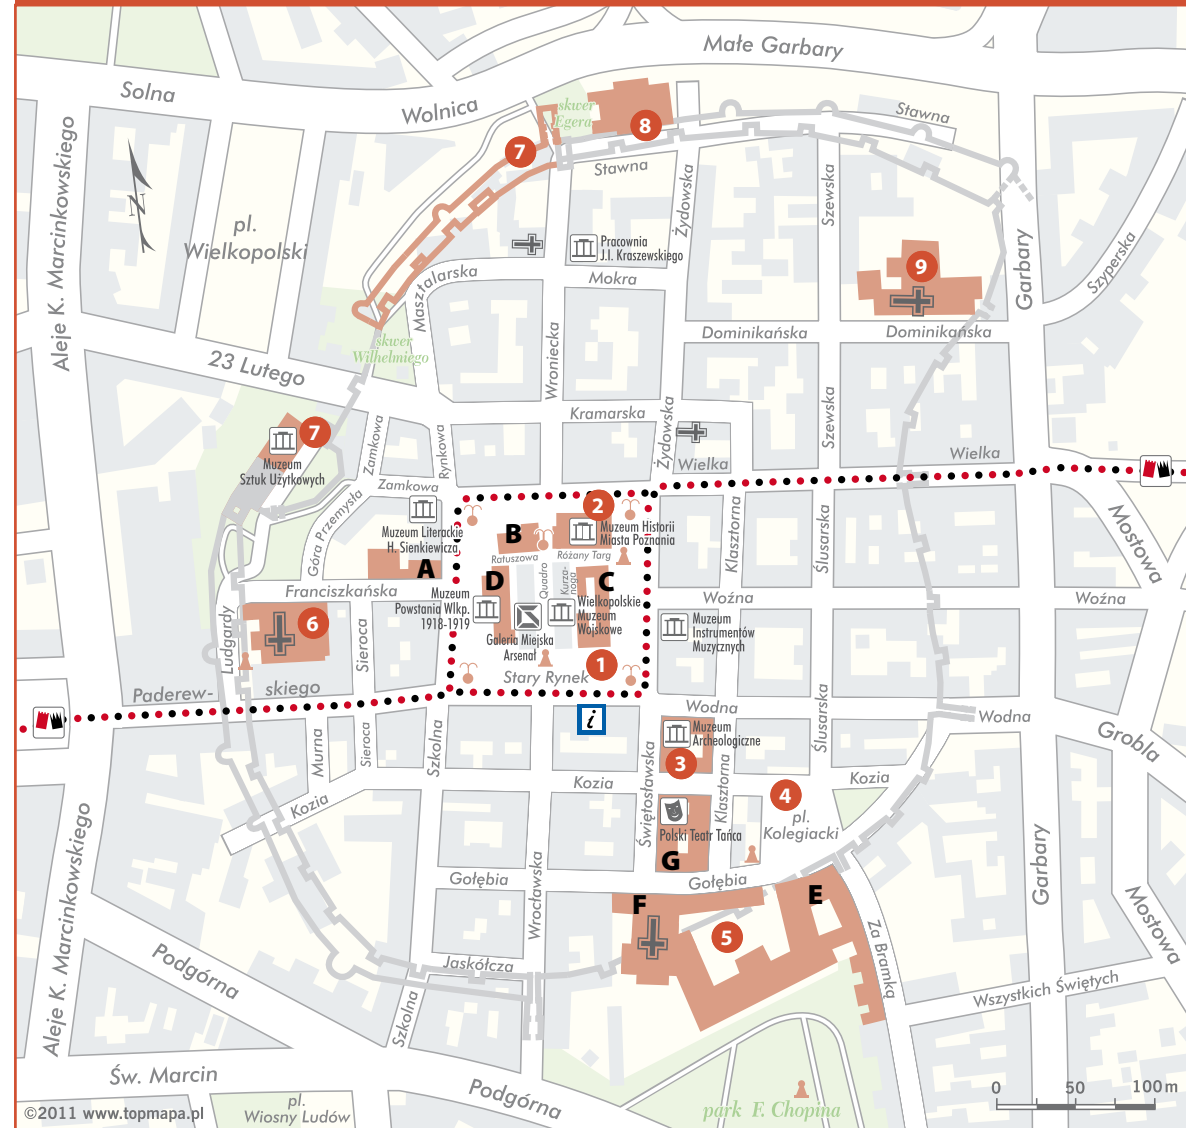 Małe Garbary
Solna
Wolnica
skwer
Egera
8
Stawna
7
Stawna
Aleje K. Marcinkowskiego
N
pl.
Wielkopolski
Żydowska
Szewska
Garbary
Szyperska
Pracownia
J.I. Kraszewskiego
9
Masztalarska
Mokra
skwer
Wilhelmiego
Wroniecka
Dominikańska
Dominikańska
23 Lutego
Kramarska
Żydowska
Szewska
7
Zamkowa
Rynkowa
Wielka
Wielka
Muzeum
Sztuk Użytkowych
Zamkowa
Góra Przemysła
Muzeum Literackie
H. Sienkiewicza
B
2
Muzeum Historii
Miasta Poznania
Ratuszowa
Różany Targ
Klasztorna
Ślusarska
Mostowa
A
D
Quadro
Kurza-
noga
C
Franciszkańska
Muzeum
Powstania Wlkp.
1918-1919
Wielkopolskie
Muzeum
Wojskowe
Galeria Miejska
Arsenał
Woźna
Woźna
6
Ludgardy
Sieroca
Muzeum
Instrumentów
Muzycznych
1
Stary Rynek
Paderew-
skiego
i
Wodna
Wodna
Murna
Sieroca
Szkolna
Muzeum
Archeologiczne
3
Ślusarska
Grobla
Kozia
Kozia
Kozia
Świętosławska
Klasztorna
4
pl.
Kolegiacki
Polski Teatr Tańca
G
Aleje K. Marcinkowskiego
Garbary
Gołębia
Gołębia
Wrocławska
F
E
5
Za Bramką
Mostowa
Podgórna
Jaskółcza
Szkolna
Wszystkich Świętych
Św. Marcin
Podgórna
0 50 100 m
pl.
Wiosny Ludów
park F. Chopina
©2011 www.topmapa.pl